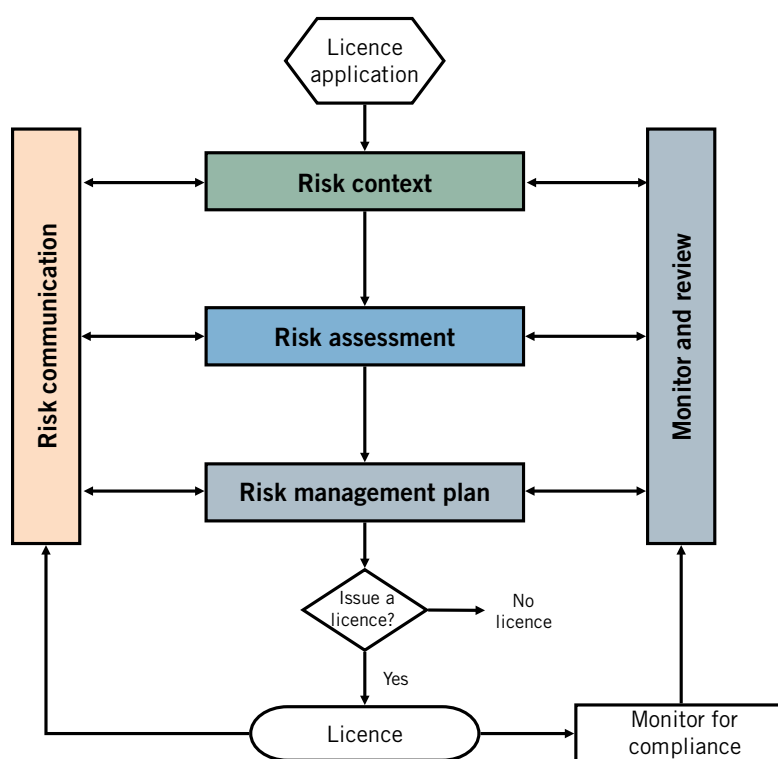 Licence
application
Risk context
Risk communication
Monitor and review
Risk assessment
Risk management plan
Issue a
licence?
No
licence
Yes
Licence
Monitor for
compliance